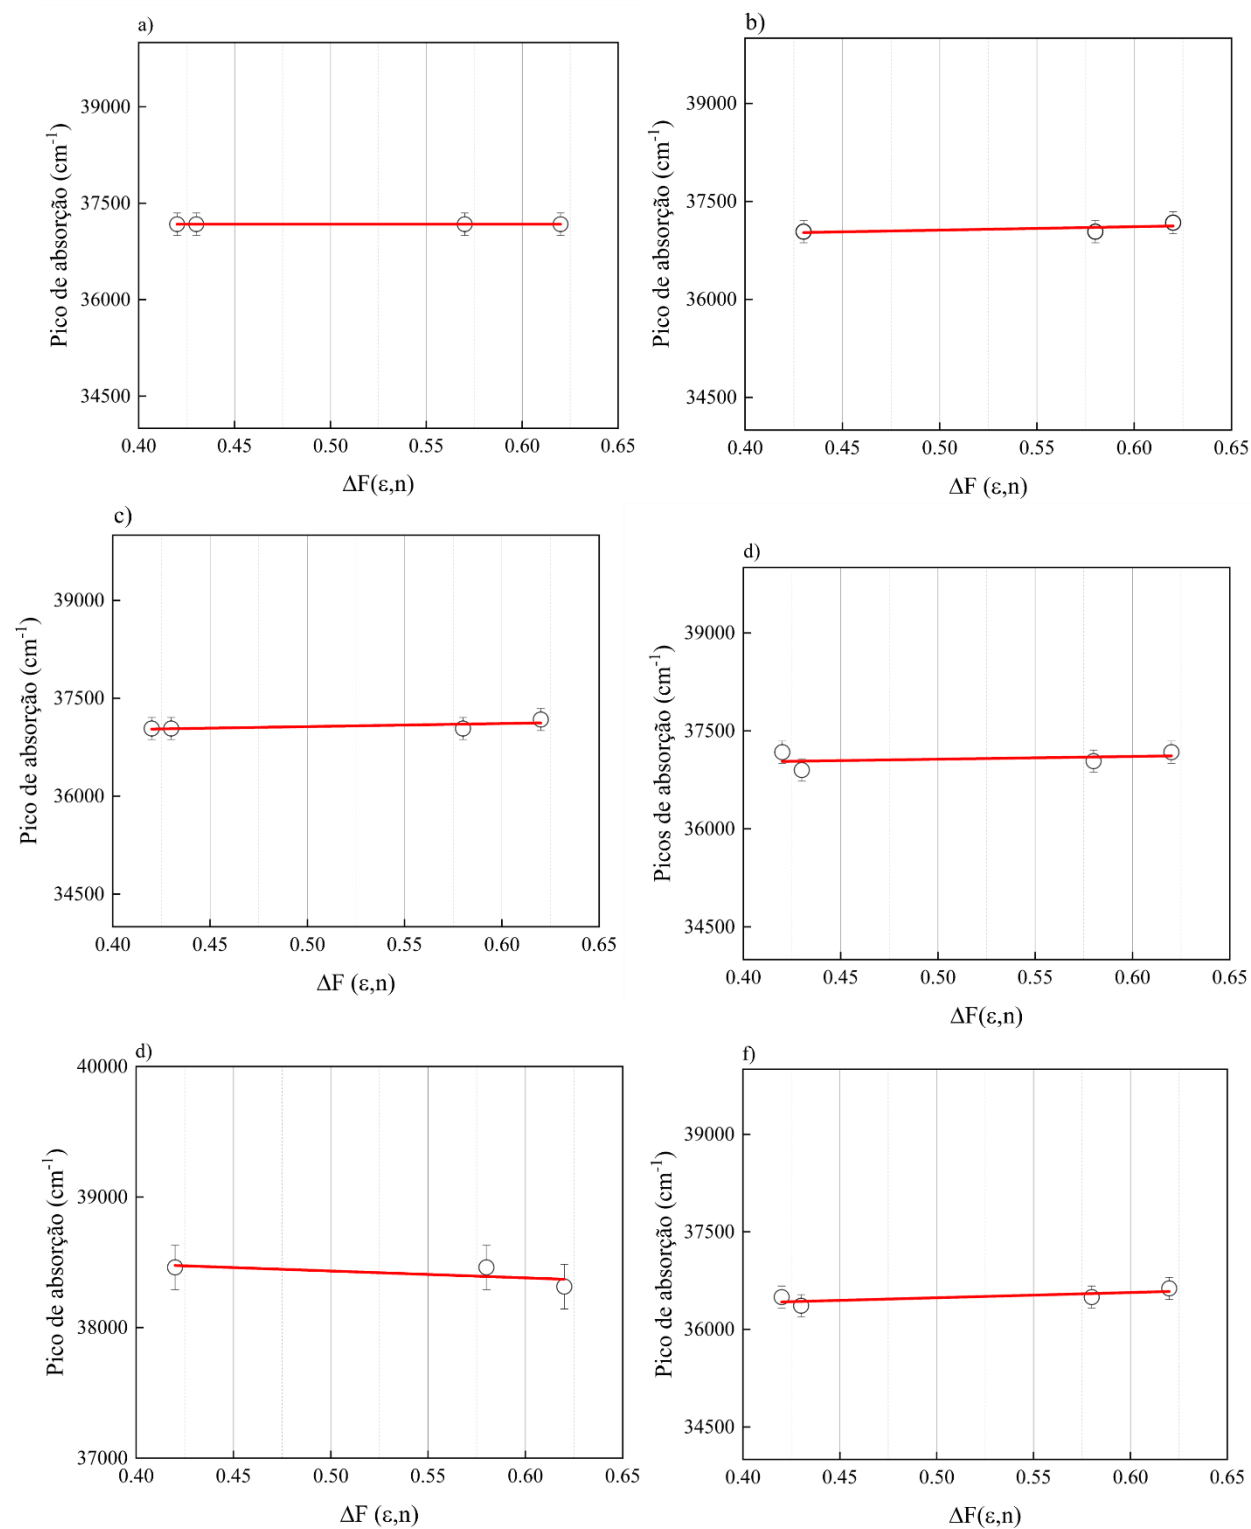 a)
39000
37500
36000
34500
Pico de absorção (cm⁻¹)
0.40 0.45 0.50 0.55 0.60 0.65
ΔF(ε,n)
b)
39000
37500
36000
34500
Pico de absorção (cm⁻¹)
0.40 0.45 0.50 0.55 0.60 0.65
ΔF (ε,n)
c)
39000
37500
36000
34500
Pico de absorção (cm⁻¹)
0.40 0.45 0.50 0.55 0.60 0.65
ΔF (ε,n)
d)
39000
37500
36000
34500
Picos de absorção (cm⁻¹)
0.40 0.45 0.50 0.55 0.60 0.65
ΔF(ε,n)
d)
40000
39000
38000
37000
Pico de absorção (cm⁻¹)
0.40 0.45 0.50 0.55 0.60 0.65
ΔF (ε,n)
f)
39000
37500
36000
34500
Pico de absorção (cm⁻¹)
0.40 0.45 0.50 0.55 0.60 0.65
ΔF(ε,n)